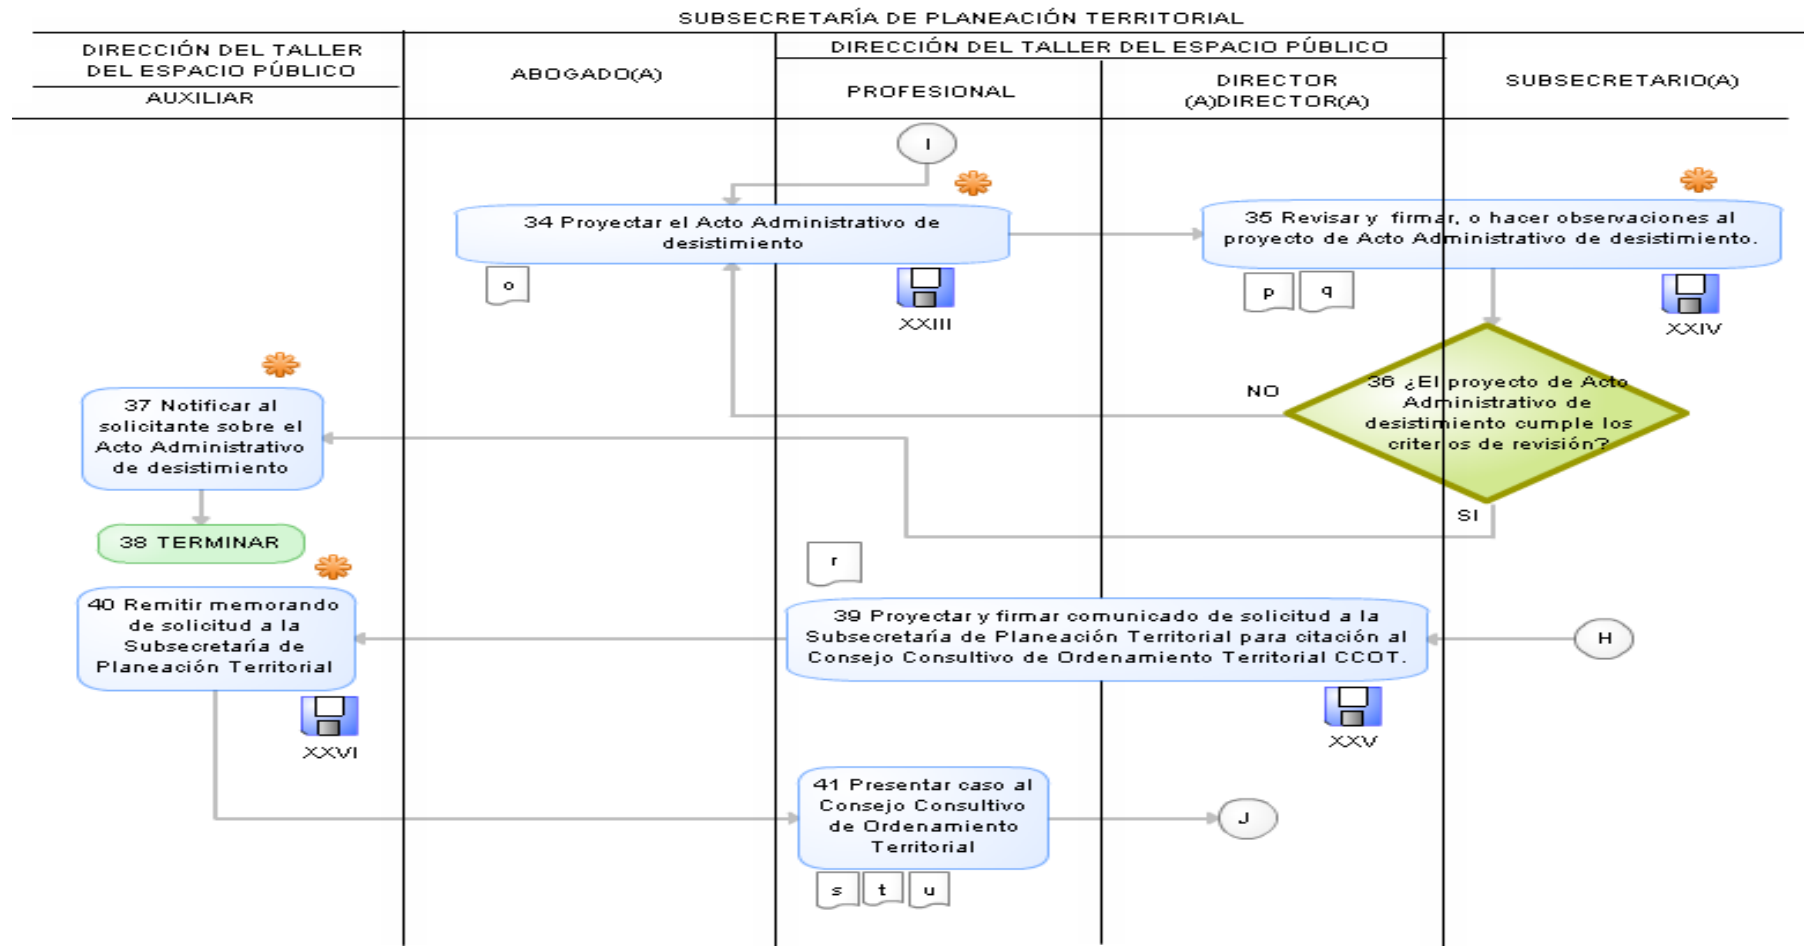 SUBSECRETARÍA DE PLANEACIÓN TERRITORIAL
DIRECCIÓN DEL TALLER
DEL ESPACIO PÚBLICO
AUXILIAR
ABOGADO(A)
DIRECCIÓN DEL TALLER DEL ESPACIO PÚBLICO
PROFESIONAL
DIRECTOR
(A)DIRECTOR(A)
SUBSECRETARIO(A)
I
34 Proyectar el Acto Administrativo de
desistimiento
o
XXIII
35 Revisar y firmar, o hacer observaciones al
proyecto de Acto Administrativo de desistimiento.
p
q
XXIV
36 ¿El proyecto de Acto
Administrativo de
desistimiento cumple los
criterios de revisión?
NO
SI
37 Notificar al
solicitante sobre el
Acto Administrativo
de desistimiento
38 TERMINAR
r
39 Proyectar y firmar comunicado de solicitud a la
Subsecretaría de Planeación Territorial para citación al
Consejo Consultivo de Ordenamiento Territorial CCOT.
H
XXV
40 Remitir memorando
de solicitud a la
Subsecretaría de
Planeación Territorial
XXVI
41 Presentar caso al
Consejo Consultivo
de Ordenamiento
Territorial
J
s
t
u